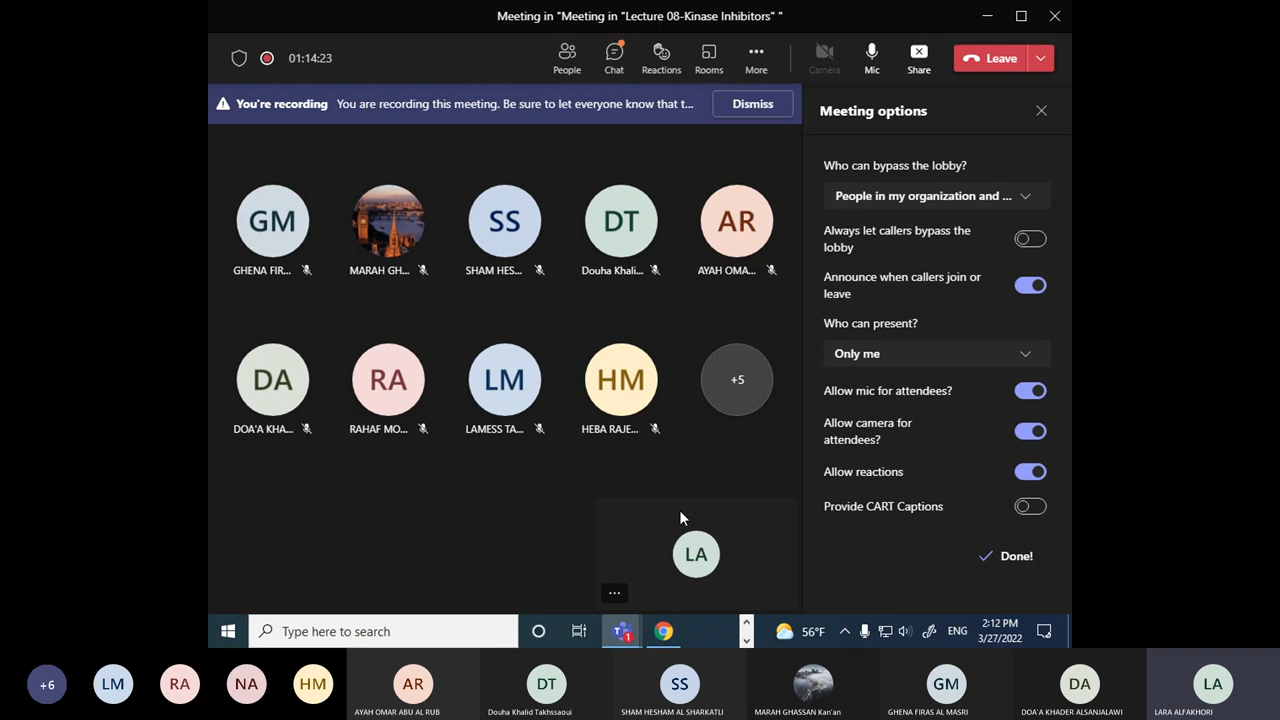 Meeting in "Meeting in "Lecture 08-Kinase Inhibitors" "
01:14:23
People
Chat
Reactions
Rooms
More
Camera
Mic
Share
Leave
You're recording You are recording this meeting. Be sure to let everyone know that t...
Dismiss
Meeting options
Who can bypass the lobby?
People in my organization and ...
Always let callers bypass the
lobby
Announce when callers join or
leave
Who can present?
Only me
Allow mic for attendees?
Allow camera for
attendees?
Allow reactions
Provide CART Captions
Done!
GM
SS
DT
AR
GHENA FIR...
MARAH GH...
SHAM HES...
Douha Khali...
AYAH OMA...
DA
RA
LM
HM
+5
DOA'A KHA...
RAHAF MO...
LAMESS TA...
HEBA RAJE...
LA
...
Type here to search
1
56°F
ENG
2:12 PM
3/27/2022
+6
LM
RA
NA
HM
AR
DT
SS
GM
DA
LA
AYAH OMAR ABU AL RUB
Douha Khalid Takhssaoui
SHAM HESHAM AL SHARKATLI
MARAH GHASSAN Kan'an
GHENA FIRAS AL MASRI
DOA'A KHADER ALSANJALAWI
LARA ALFAKHORI